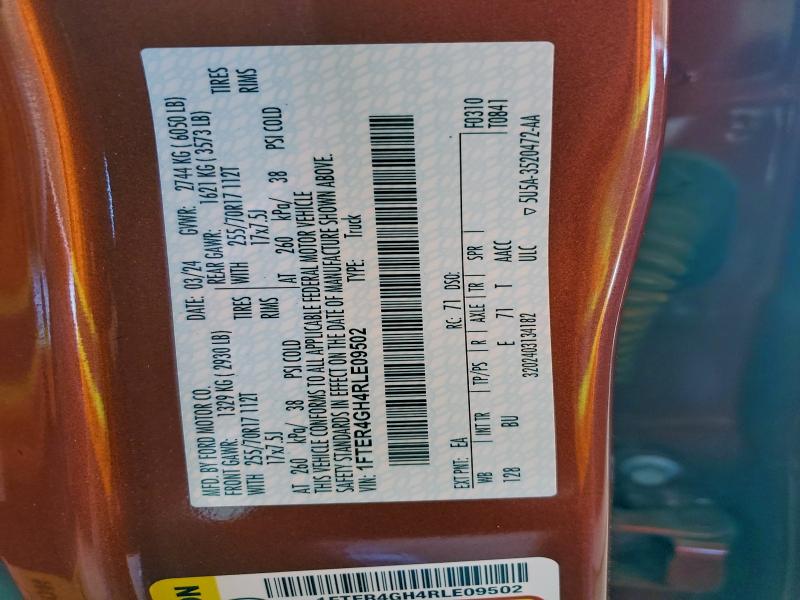 MFD. BY FORD MOTOR CO. DATE: 03/24 GVWR: 2744 KG ( 6050 LB)
FRONT GAWR: 1329 KG ( 2930 LB) REAR GAWR: 1621 KG ( 3573 LB)
WITH 255/70R17 112T TIRES WITH 255/70R17 112T TIRES
17x7.5J RIMS 17x7.5J RIMS
AT 260 kPa/ 38 PSI COLD AT 260 kPa/ 38 PSI COLD
THIS VEHICLE CONFORMS TO ALL APPLICABLE FEDERAL MOTOR VEHICLE
SAFETY STANDARDS IN EFFECT ON THE DATE OF MANUFACTURE SHOWN ABOVE.
VIN: 1FTER4GH4RLE09502 TYPE: Truck
F0310
T0841
EXT PNT: EA RC: 71 DSO:
WB INT TR TP/PS R AXLE TR SPR
128 BU E 71 T AACC
3202403134182 ULC ▽ 5U5A-3520472-AA
ON
1FTER4GH4RLE09502